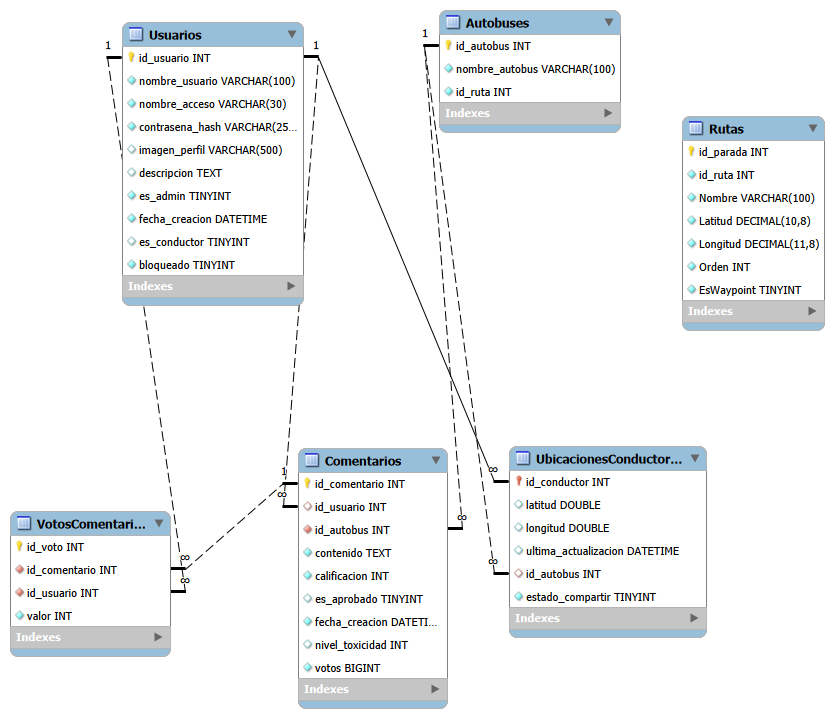 Usuarios
1
1
id_usuario INT
nombre_usuario VARCHAR(100)
nombre_acceso VARCHAR(30)
contrasena_hash VARCHAR(25...
imagen_perfil VARCHAR(500)
descripcion TEXT
es_admin TINYINT
fecha_creacion DATETIME
es_conductor TINYINT
bloqueado TINYINT
Indexes
Autobuses
1
id_autobus INT
nombre_autobus VARCHAR(100)
id_ruta INT
Indexes
Rutas
id_parada INT
id_ruta INT
Nombre VARCHAR(100)
Latitud DECIMAL(10,8)
Longitud DECIMAL(11,8)
Orden INT
EsWaypoint TINYINT
Indexes
VotosComentari...
id_voto INT
id_comentario INT
∞
id_usuario INT
∞
valor INT
Indexes
Comentarios
1
id_comentario INT
∞
id_usuario INT
id_autobus INT
∞
contenido TEXT
calificacion INT
es_aprobado TINYINT
fecha_creacion DATETI...
nivel_toxicidad INT
votos BIGINT
Indexes
UbicacionesConductor...
∞
id_conductor INT
latitud DOUBLE
longitud DOUBLE
ultima_actualizacion DATETIME
∞
id_autobus INT
estado_compartir TINYINT
Indexes